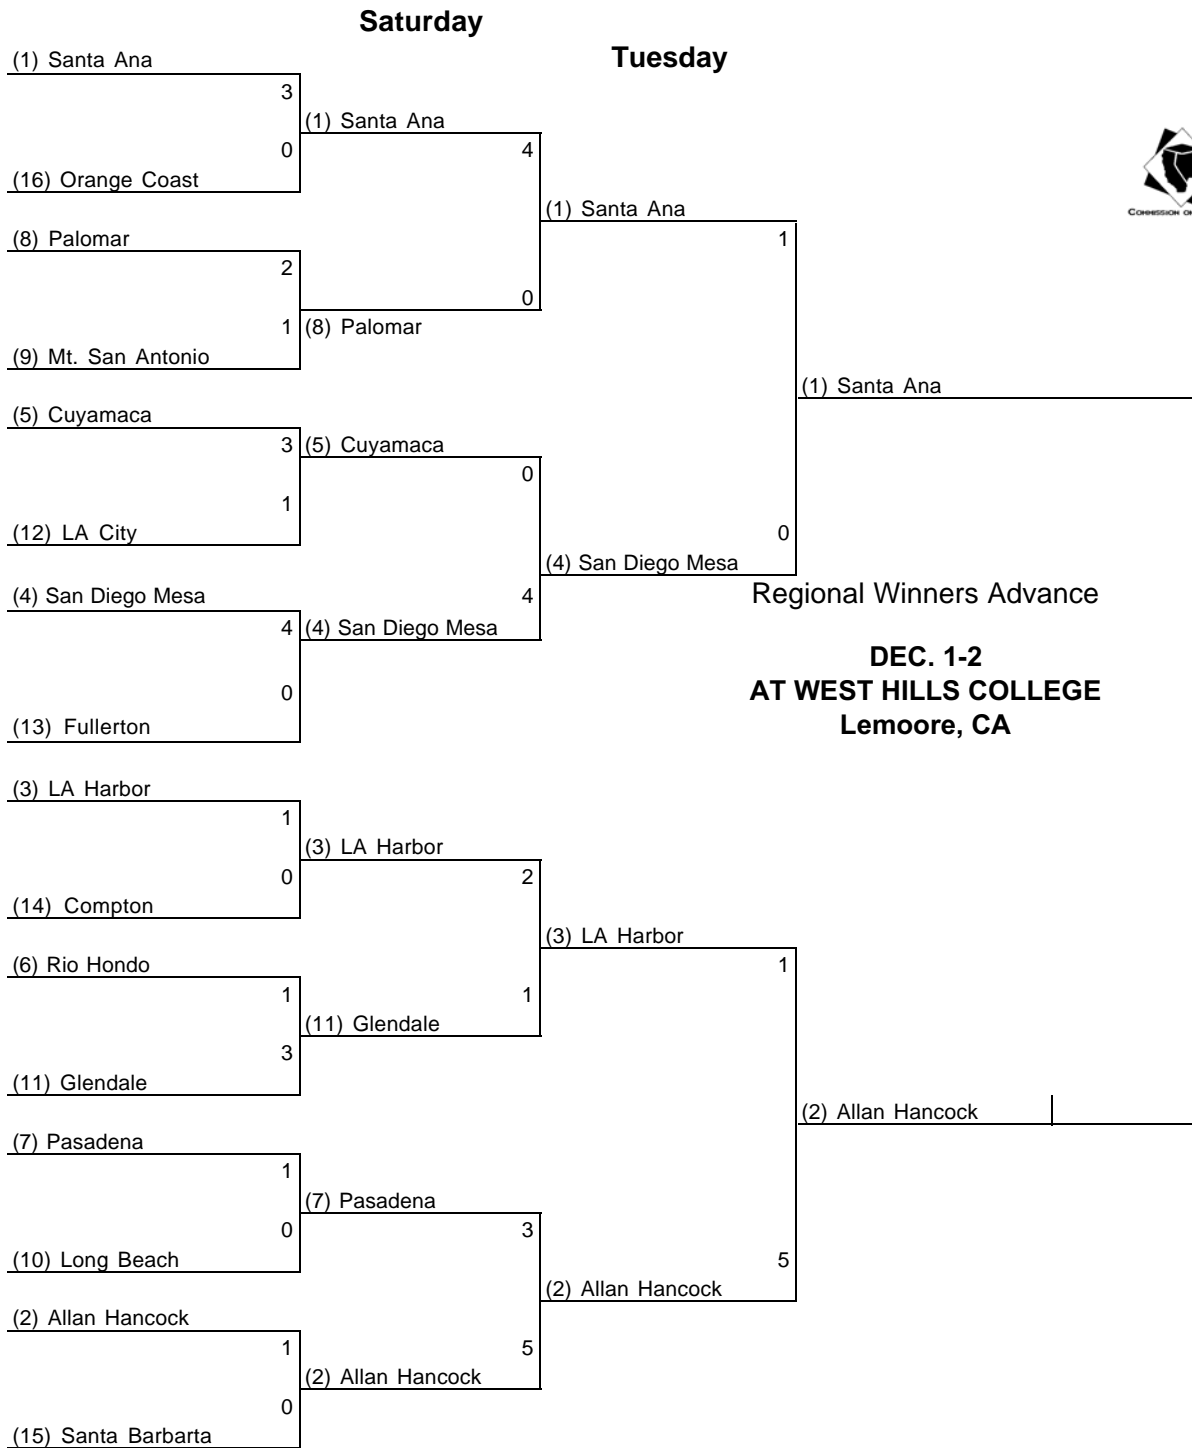 Saturday
Tuesday
(1) Santa Ana
3
(1) Santa Ana
0
4
(16) Orange Coast
(1) Santa Ana
(8) Palomar
1
2
0
1
(8) Palomar
(9) Mt. San Antonio
(1) Santa Ana
(5) Cuyamaca
3
(5) Cuyamaca
0
1
(12) LA City
0
(4) San Diego Mesa
(4) San Diego Mesa
4
Regional Winners Advance
4
(4) San Diego Mesa
DEC. 1-2
0
AT WEST HILLS COLLEGE
(13) Fullerton
Lemoore, CA
(3) LA Harbor
1
(3) LA Harbor
0
2
(14) Compton
(3) LA Harbor
(6) Rio Hondo
1
1
1
(11) Glendale
3
(11) Glendale
(2) Allan Hancock
(7) Pasadena
1
(7) Pasadena
0
3
(10) Long Beach
5
(2) Allan Hancock
(2) Allan Hancock
1
5
(2) Allan Hancock
0
(15) Santa Barbarta
COMMISSION